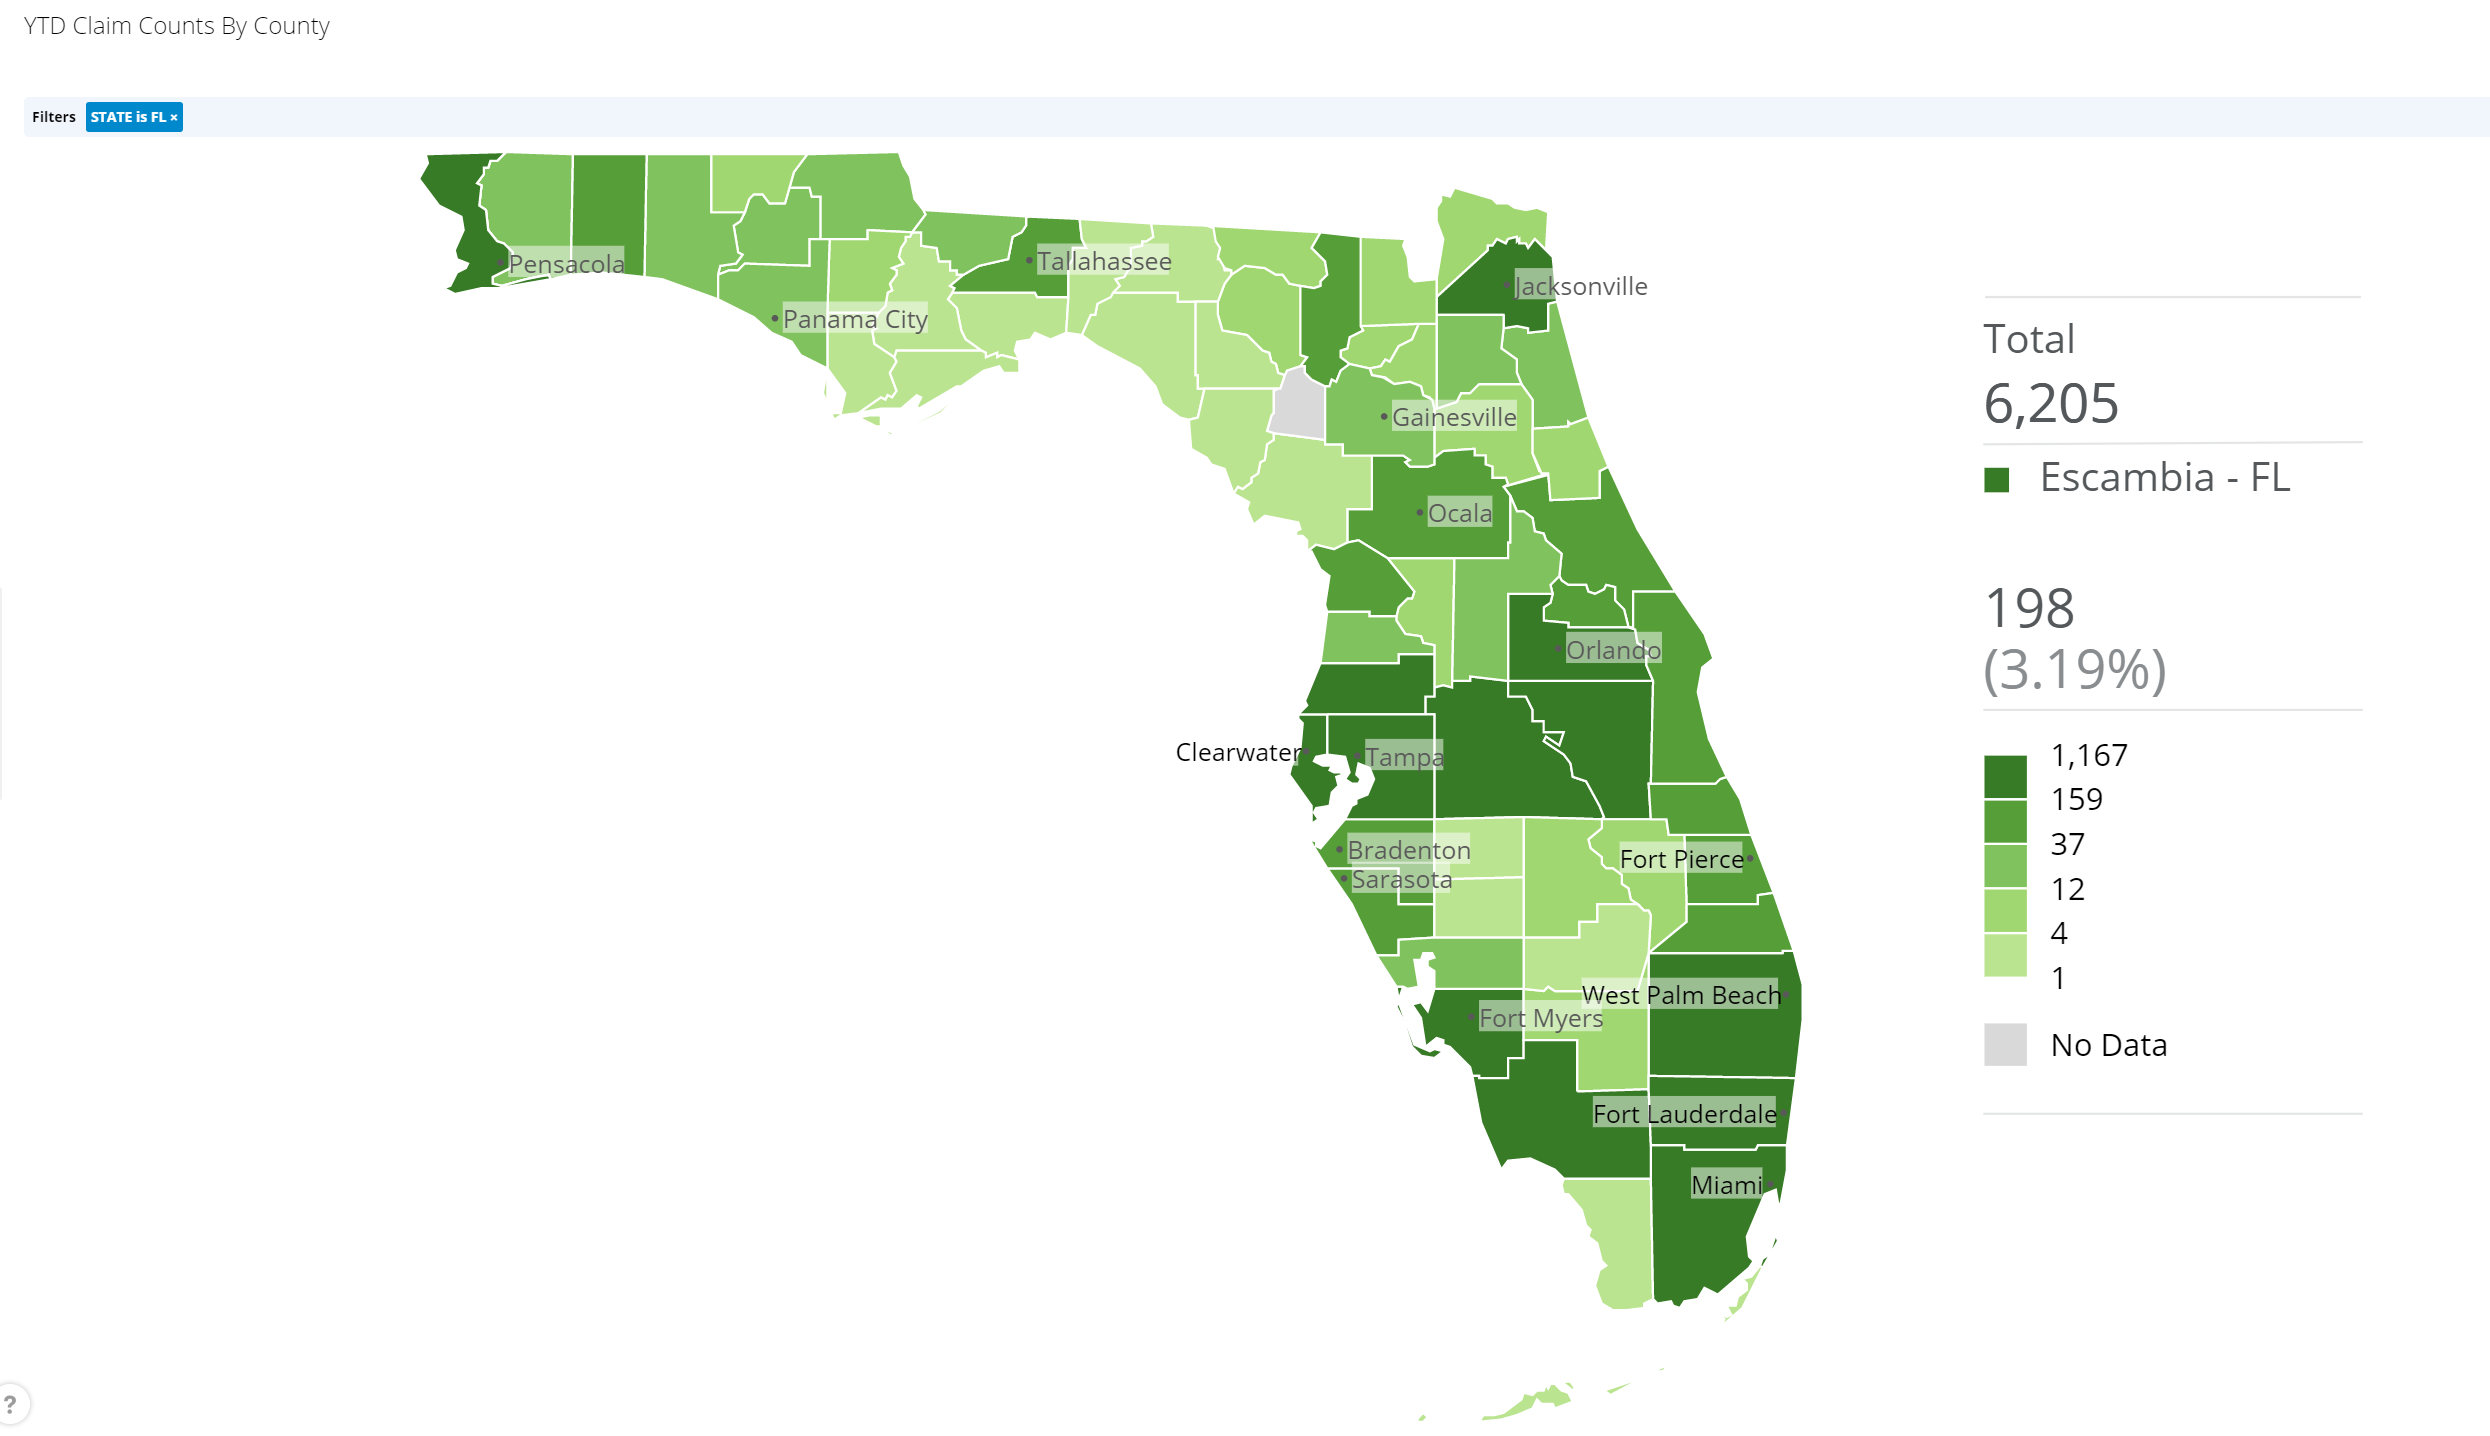 YTD Claim Counts By County
Filters STATE is FL ×
Pensacola
Tallahassee
Jacksonville
Panama City
Gainesville
Ocala
Orlando
Clearwater
Tampa
Bradenton
Sarasota
Fort Pierce
West Palm Beach
Fort Myers
Fort Lauderdale
Miami
Total
6,205
Escambia - FL
198
(3.19%)
1,167
159
37
12
4
1
No Data
?